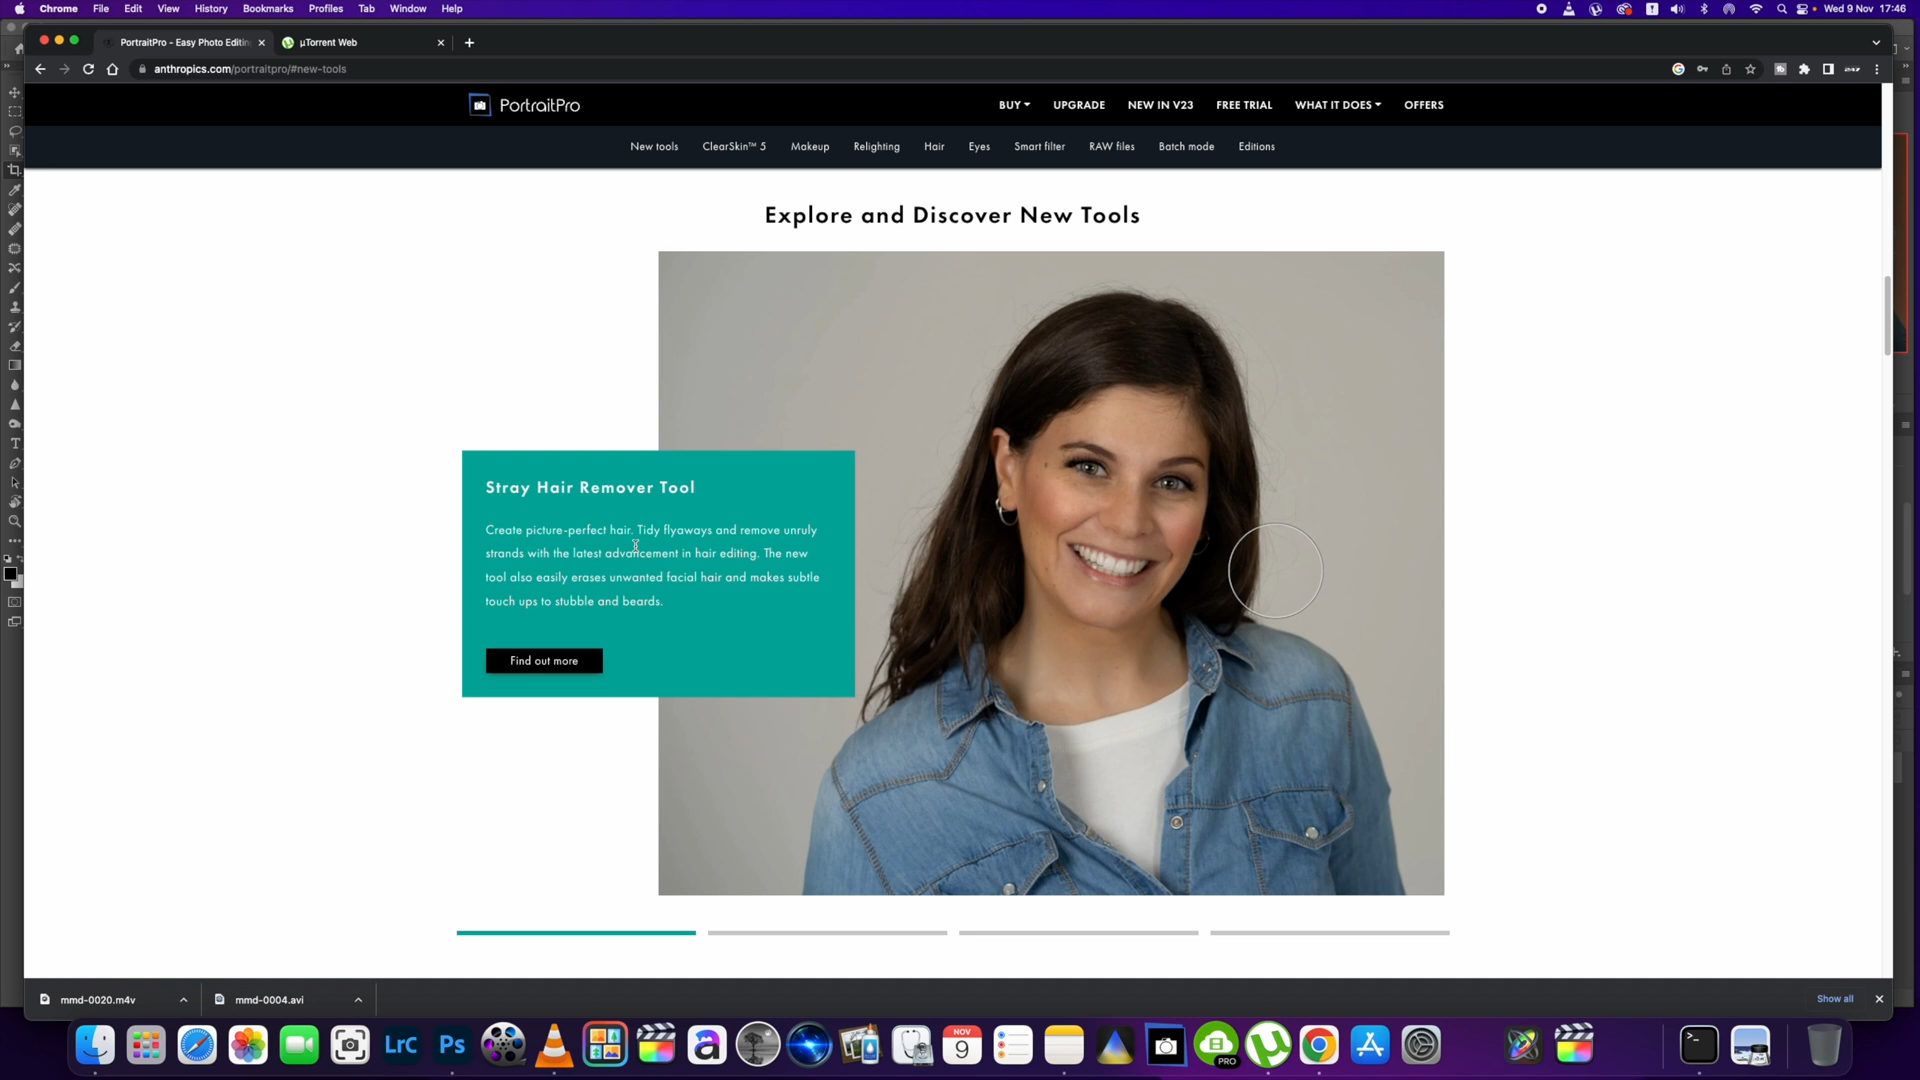 Chrome File Edit View History Bookmarks Profiles Tab Window Help Wed 9 Nov 17:46
PortraitPro - Easy Photo Editin µTorrent Web
anthropics.com/portraitpro/#new-tools
PortraitPro BUY UPGRADE NEW IN V23 FREE TRIAL WHAT IT DOES OFFERS
New tools ClearSkin™ 5 Makeup Relighting Hair Eyes Smart filter RAW files Batch mode Editions
Explore and Discover New Tools
Stray Hair Remover Tool
Create picture-perfect hair. Tidy flyaways and remove unruly
strands with the latest advancement in hair editing. The new
tool also easily erases unwanted facial hair and makes subtle
touch ups to stubble and beards.
Find out more
mmd-0020.m4v mmd-0004.avi Show all
LrC Ps NOV
9
PRO